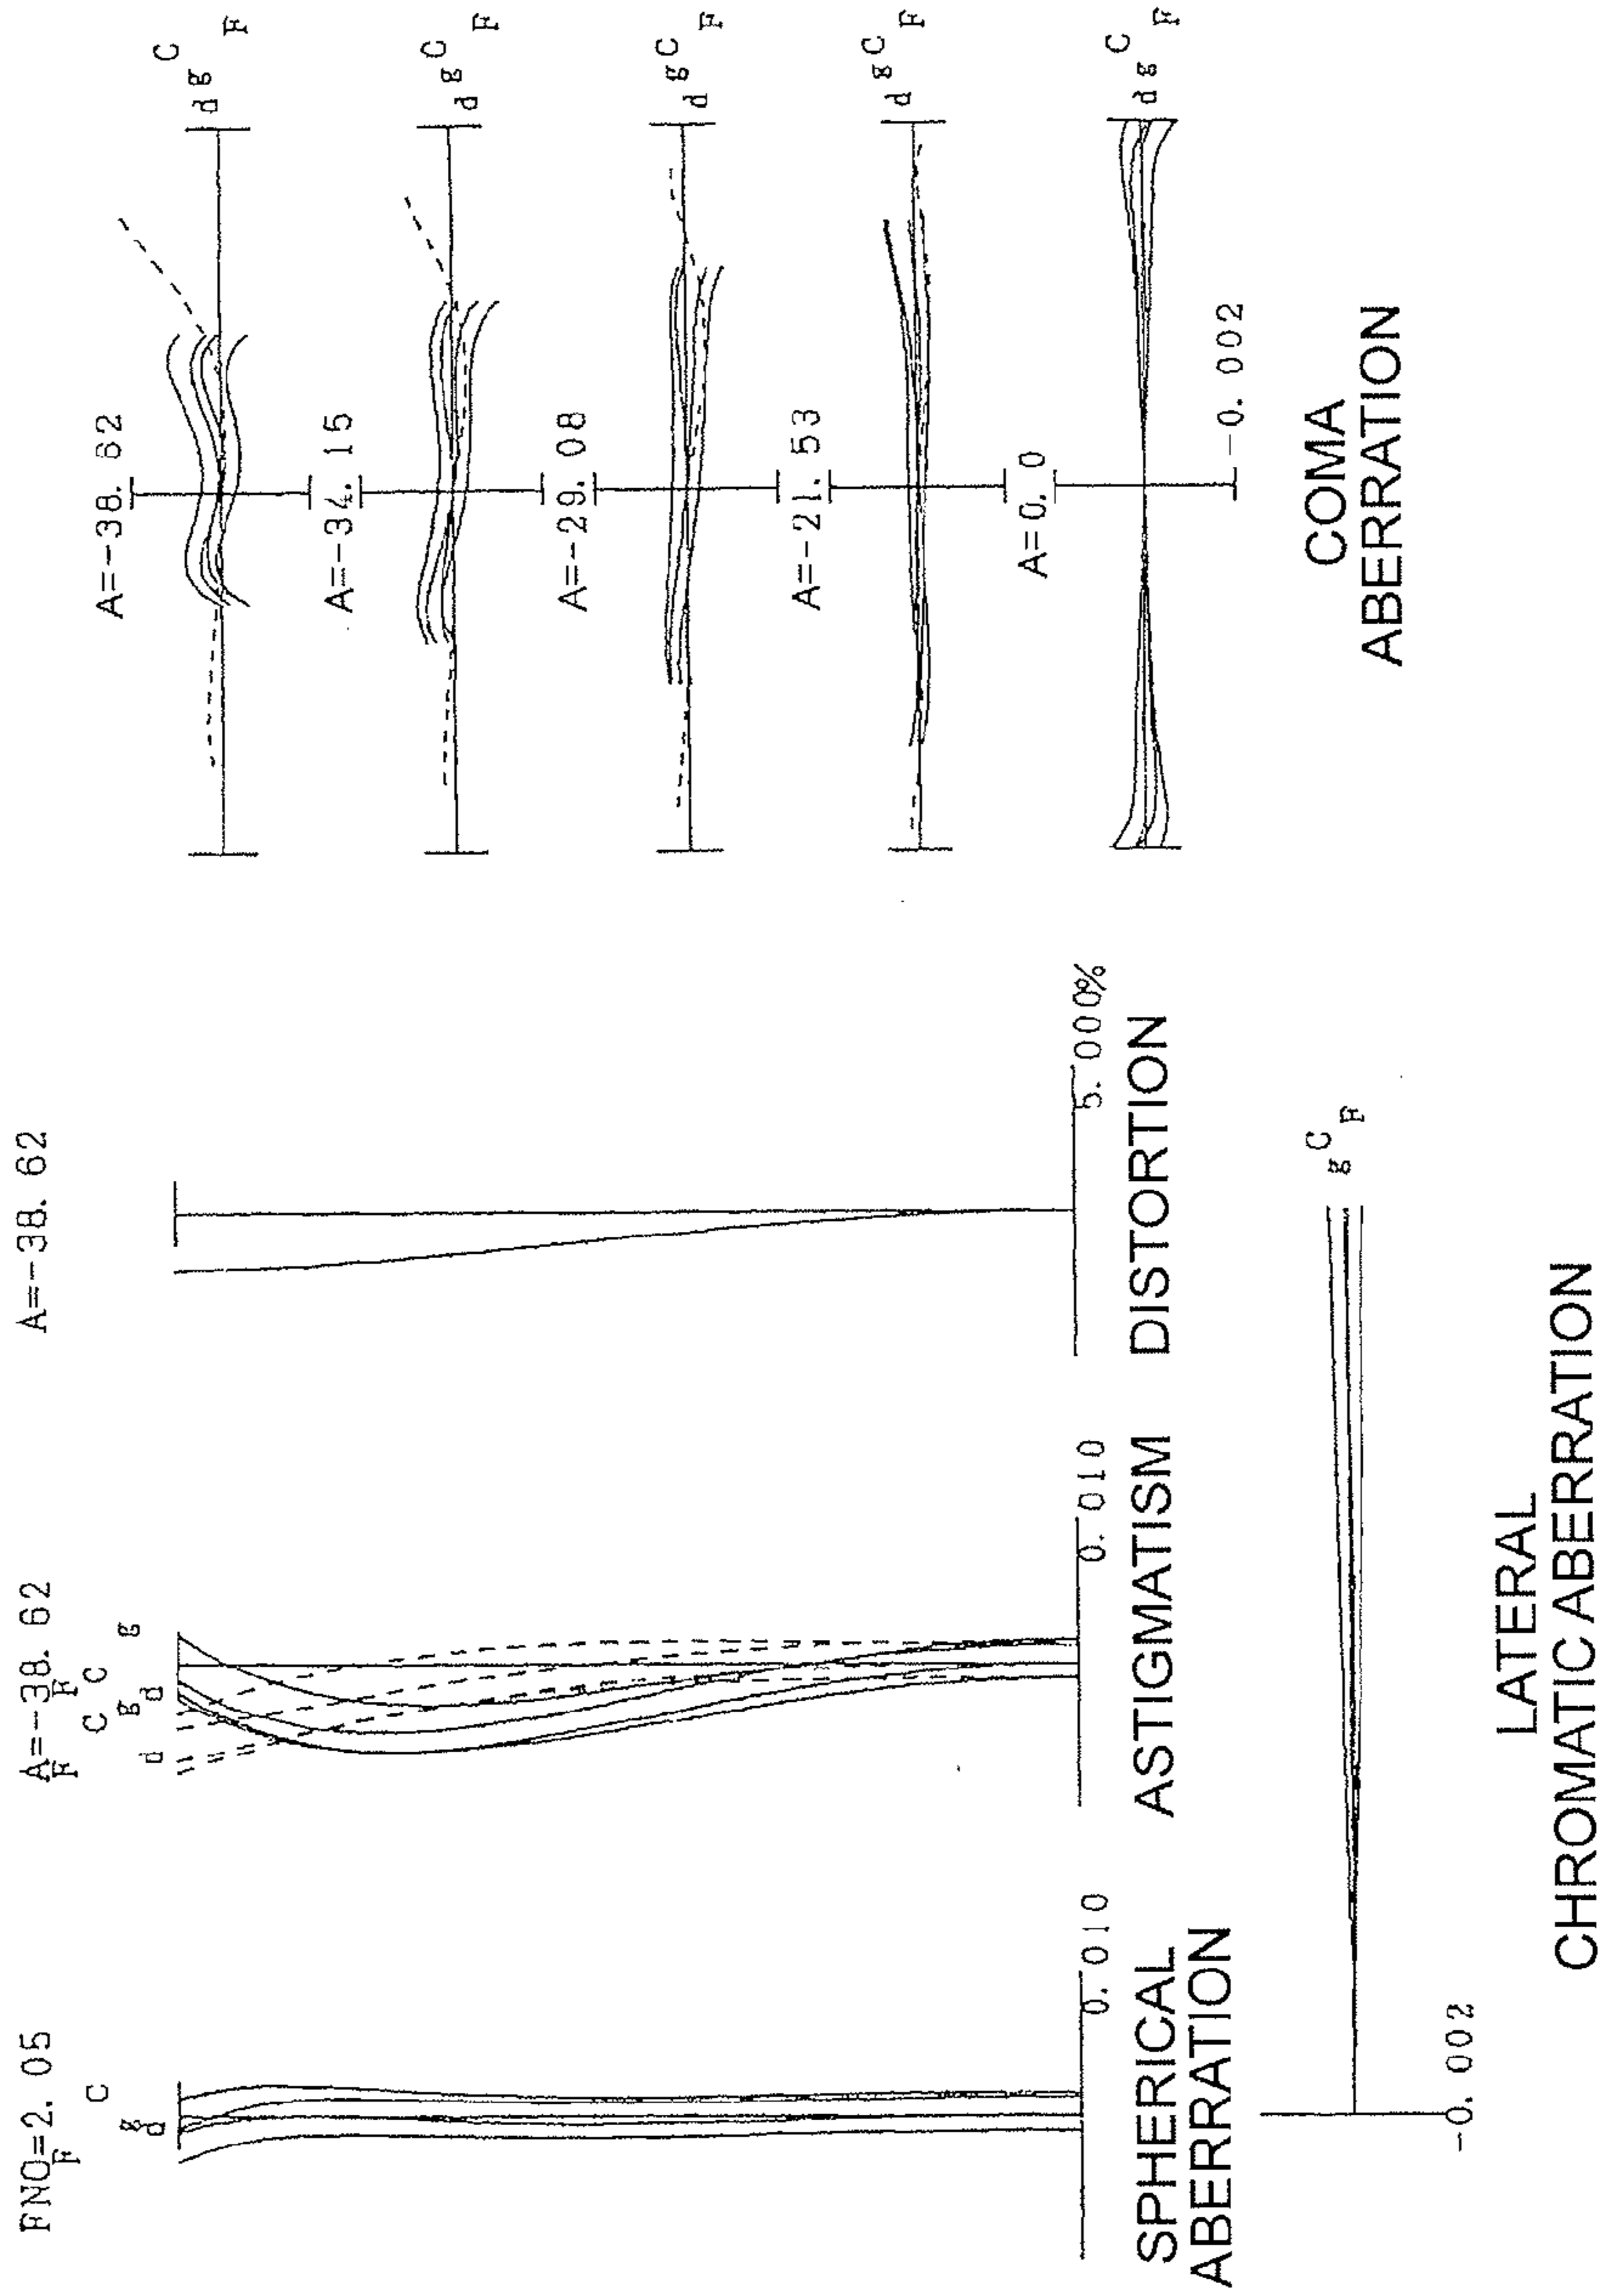 FNO=2.05
F
g
d
C
0.010
SPHERICAL
ABERRATION
A=-38.62
F
C
F
C
d
g
d
g
0.010
ASTIGMATISM
A=-38.62
5.000%
DISTORTION
A=-38.62
C
g
d
F
A=-34.15
C
g
d
F
A=-29.08
C
g
d
F
A=-21.53
C
g
d
F
A=0.0
C
g
d
F
-0.002
COMA
ABERRATION
C
g
F
-0.002
LATERAL
CHROMATIC ABERRATION